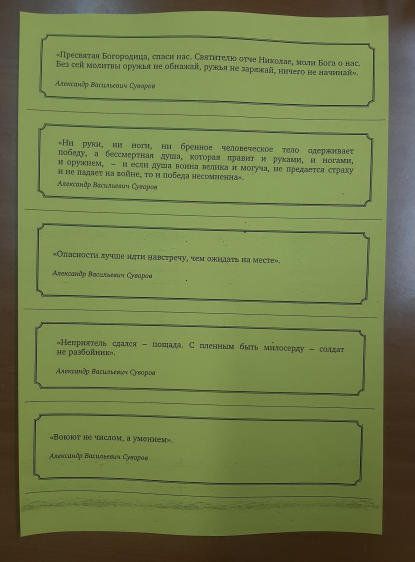 «Пресвятая Богородица, спаси нас. Святителю отче Николае, моли Бога о нас.
Без сей молитвы оружья не обнажай, ружья не заряжай, ничего не начинай».
Александр Васильевич Суворов
«Ни руки, ни ноги, ни бренное человеческое тело одерживает
победу, а бессмертная душа, которая правит и руками, и ногами,
и оружием, – и если душа воина велика и могуча, не предается страху
и не падает на войне, то и победа несомненна».
Александр Васильевич Суворов
«Опасности лучше идти навстречу, чем ожидать на месте».
Александр Васильевич Суворов
«Неприятель сдался – пощада. С пленным быть милосерду – солдат
не разбойник».
Александр Васильевич Суворов
«Воюют не числом, а умением».
Александр Васильевич Суворов